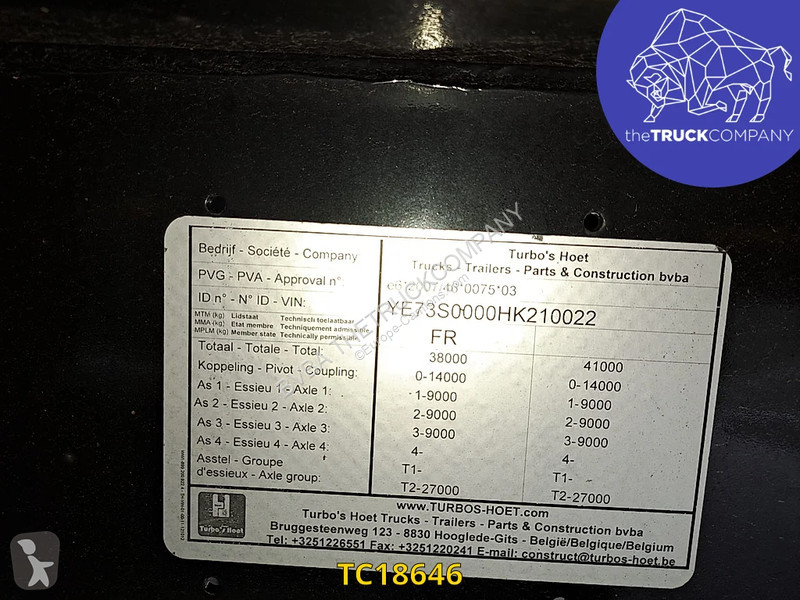 theTRUCKCOMPANY
Bedrijf - Société - Company
Turbo's Hoet
Trucks - Trailers - Parts & Construction bvba
PVG - PVA - Approval n°:
0075*03
ID n° - N° ID - VIN:
YE73S0000HK210022
MTM (kg) Lidstaat Technisch toelaatbaar
MMA (kg) Etat membre Techniquement admissible
MPLM (kg) Member state Technically permissible
FR
Totaal - Totale - Total: 38000 41000
Koppeling - Pivot - Coupling: 0-14000 0-14000
As 1 - Essieu 1 - Axle 1: 1-9000 1-9000
As 2 - Essieu 2 - Axle 2: 2-9000 2-9000
As 3 - Essieu 3 - Axle 3: 3-9000 3-9000
As 4 - Essieu 4 - Axle 4: 4- 4-
Asstel - Groupe T1- T1-
d'essieux - Axle group: T2-27000 T2-27000
www.TURBOS-HOET.com
Turbo's Hoet
Turbo's Hoet Trucks - Trailers - Parts & Construction bvba
Bruggesteenweg 123 - 8830 Hooglede-Gits - België/Belgique/Belgium
Tel: +3251226551 Fax: +3251220241 E-mail: construct@turbos-hoet.be
TC18646